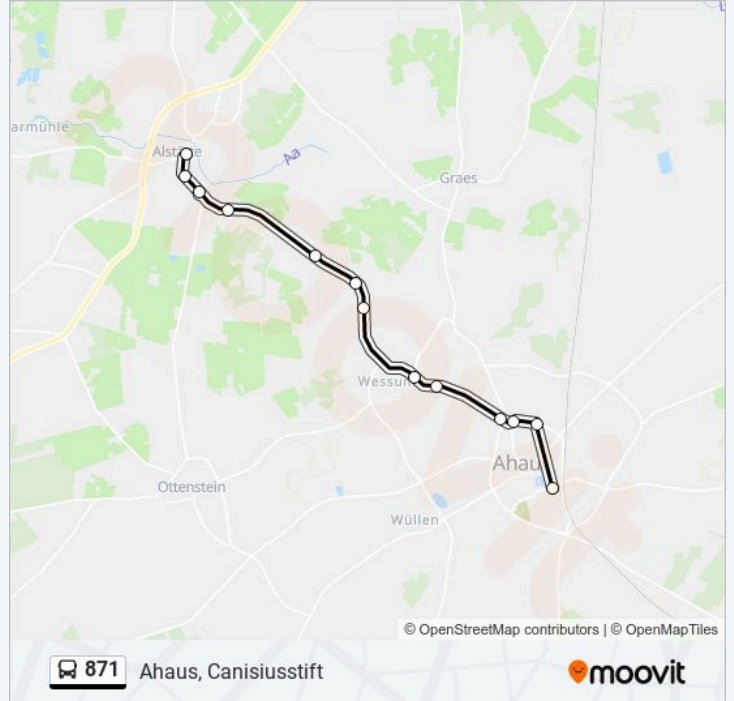 L
armühle
Alstätte
Aa
Graes
Wessum
Ahaus
Ottenstein
Wüllen
© OpenStreetMap contributors | © OpenMapTiles
871 Ahaus, Canisiusstift
moovit